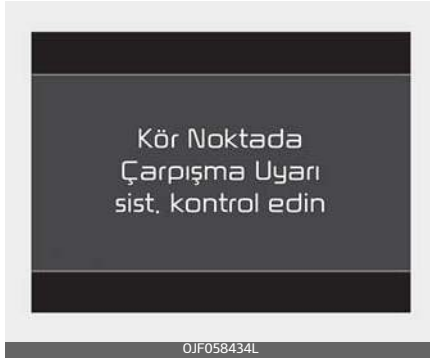 Kör Noktada
Çarpışma Uyarı
sist. kontrol edin
OJF058434L